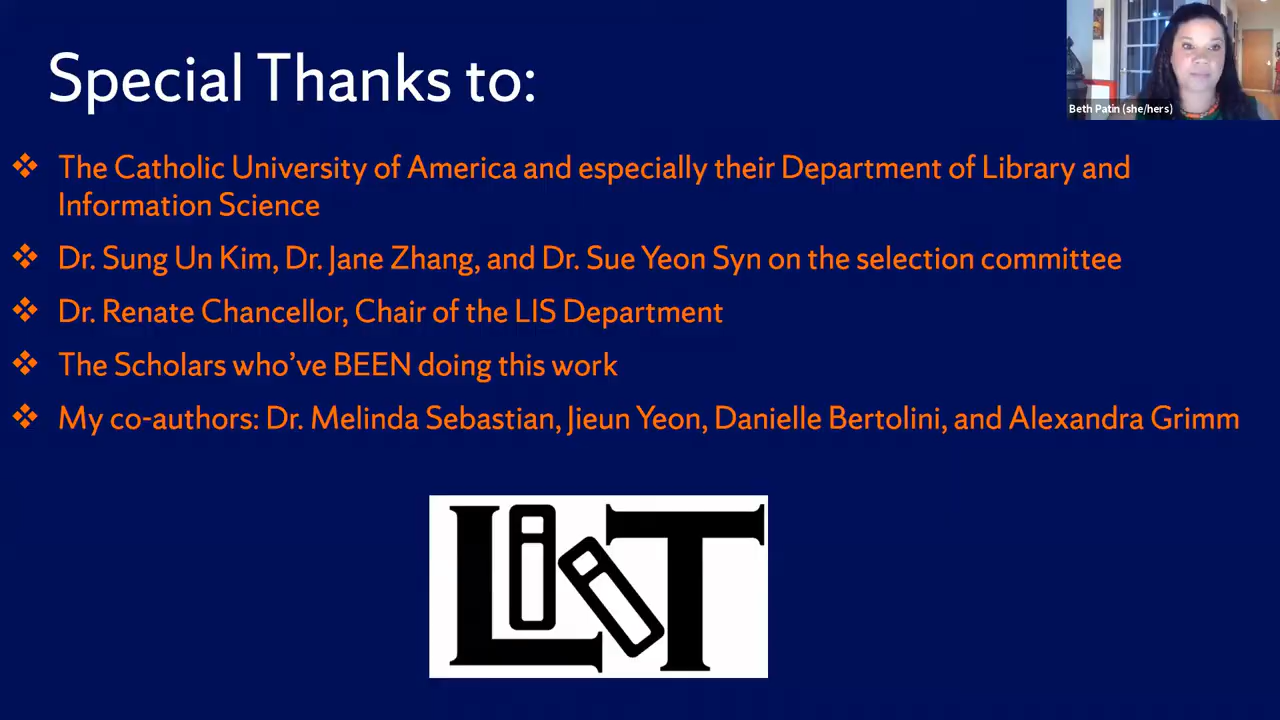 Special Thanks to:
Beth Patin (she/hers)
❖ The Catholic University of America and especially their Department of Library and
Information Science
❖ Dr. Sung Un Kim, Dr. Jane Zhang, and Dr. Sue Yeon Syn on the selection committee
❖ Dr. Renate Chancellor, Chair of the LIS Department
❖ The Scholars who’ve BEEN doing this work
❖ My co-authors: Dr. Melinda Sebastian, Jieun Yeon, Danielle Bertolini, and Alexandra Grimm
LiiT